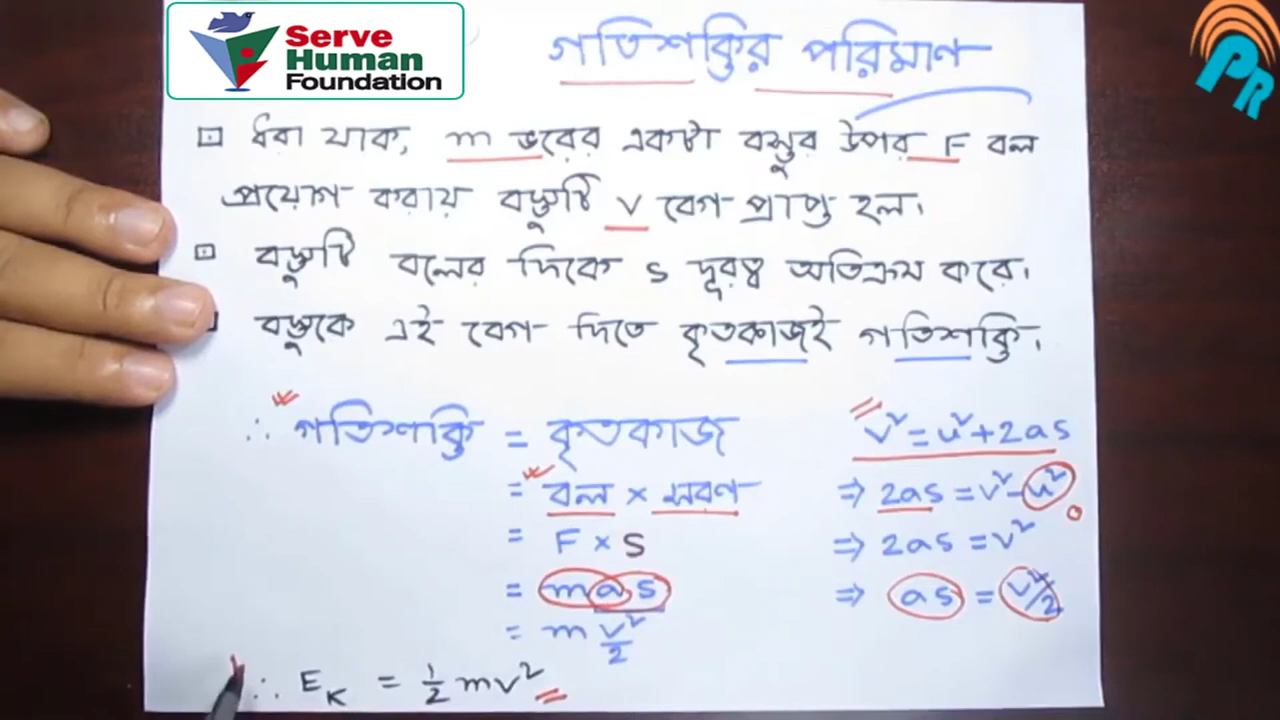 Serve
Human
Foundation
PR
গতিশক্তির পরিমাণ
ধরা যাক, m ভরের একটা বস্তুর উপর F বল
প্রয়োগ করায় বস্তুটি v বেগ প্রাপ্ত হল।
বস্তুটি বলের দিকে s দূরত্ব অতিক্রম করে।
বস্তুকে এই বেগ দিতে কৃতকাজই গতিশক্তি।
∴ গতিশক্তি = কৃতকাজ
= বল × সরণ
= F × S
= mas
= m v²/2
∴ E_K = ½ mv²
v² = u² + 2as
⇒ 2as = v² - u²
⇒ 2as = v²
⇒ as = v²/2